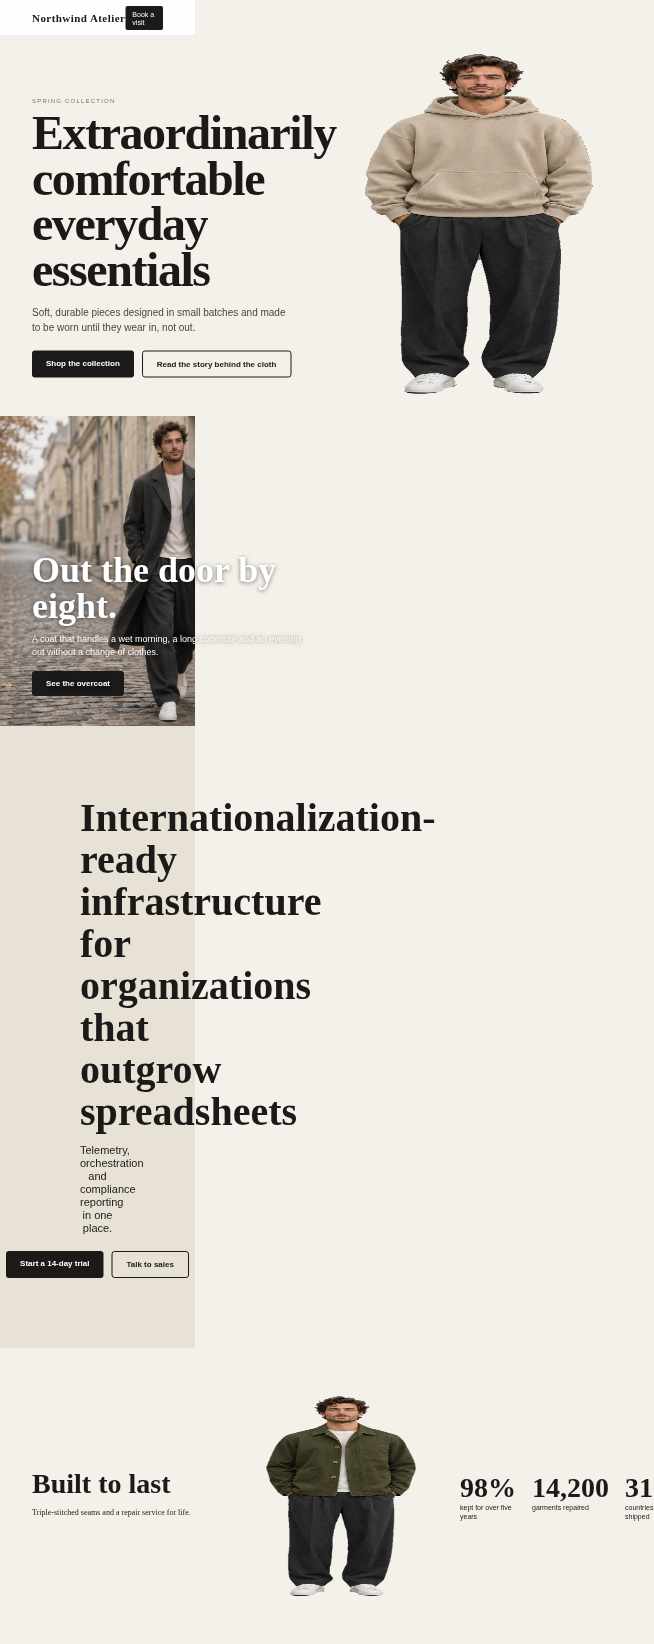 Northwind Atelier
Book a
visit
SPRING COLLECTION
Extraordinarily
comfortable
everyday
essentials
Soft, durable pieces designed in small batches and made
to be worn until they wear in, not out.
Shop the collection
Read the story behind the cloth
Out the door by
eight.
A coat that handles a wet morning, a long commute and an evening
out without a change of clothes.
See the overcoat
Internationalization-
ready
infrastructure
for
organizations
that
outgrow
spreadsheets
Telemetry,
orchestration
and
compliance
reporting
in one
place.
Start a 14-day trial
Talk to sales
Built to last
Triple-stitched seams and a repair service for life.
98%
kept for over five
years
14,200
garments repaired
31
countries
shipped